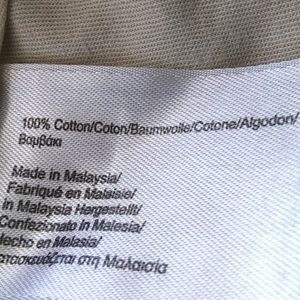 100% Cotton/Coton/Baumwolle/Cotone/Algodon/
Βαμβάκι
Made in Malaysia/
Fabriqué en Malaisie/
in Malaysia Hergestellt/
Confezionato in Malesia/
Hecho en Malasia/
ατασκευάζεται στη Μαλαισία